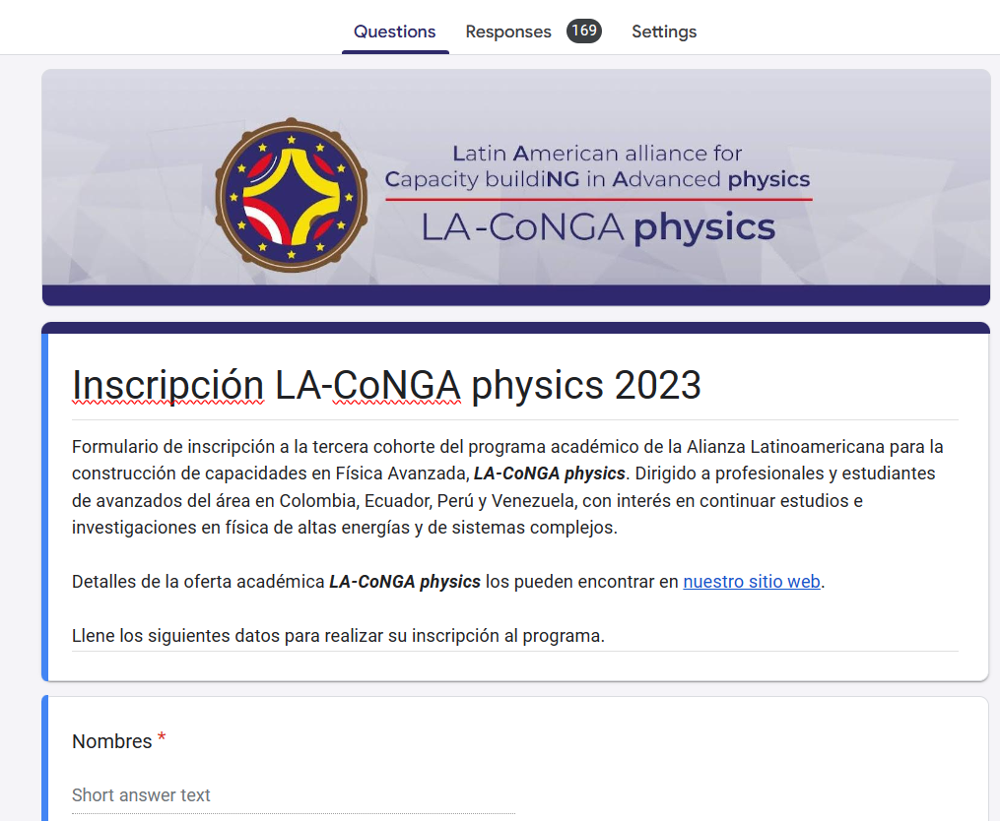 Questions
Responses 169
Settings
Latin American alliance for
Capacity buildiNG in Advanced physics
LA-CoNGA physics
Inscripción LA-CoNGA physics 2023
Formulario de inscripción a la tercera cohorte del programa académico de la Alianza Latinoamericana para la
construcción de capacidades en Física Avanzada, LA-CoNGA physics. Dirigido a profesionales y estudiantes
de avanzados del área en Colombia, Ecuador, Perú y Venezuela, con interés en continuar estudios e
investigaciones en física de altas energías y de sistemas complejos.
Detalles de la oferta académica LA-CoNGA physics los pueden encontrar en nuestro sitio web.
Llene los siguientes datos para realizar su inscripción al programa.
Nombres *
Short answer text